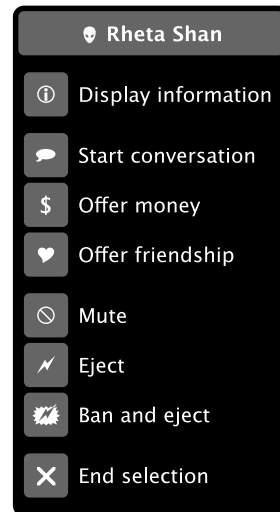 Rheta Shan
Display information
Start conversation
Offer money
Offer friendship
Mute
Eject
Ban and eject
End selection